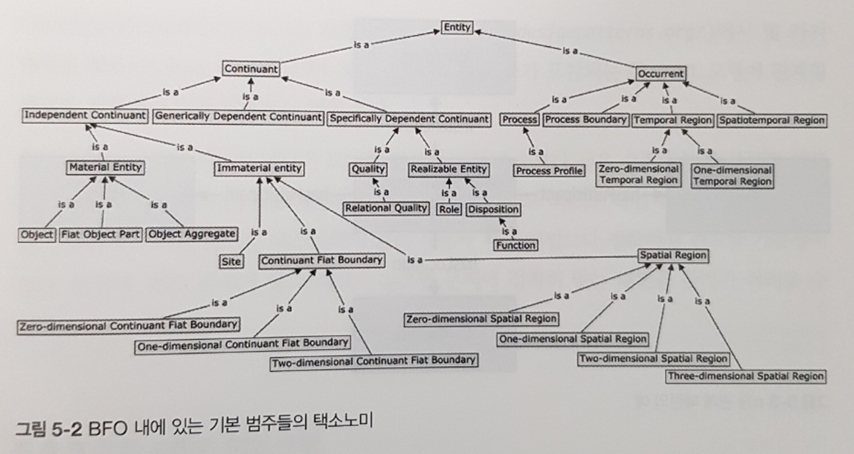 Entity
is a
is a
Continuant
Occurrent
is a
is a
is a
is a
is a
is a
is a
Independent Continuant
Generically Dependent Continuant
Specifically Dependent Continuant
Process
Process Boundary
Temporal Region
Spatiotemporal Region
is a
is a
is a
is a
is a
is a
is a
Material Entity
Immaterial entity
Quality
Realizable Entity
Process Profile
Zero-dimensional
Temporal Region
One-dimensional
Temporal Region
is a
is a
is a
is a
is a
is a
Relational Quality
Role
Disposition
Object
Fiat Object Part
Object Aggregate
is a
is a
is a
Function
Site
Continuant Fiat Boundary
is a
Spatial Region
is a
is a
is a
is a
is a
is a
is a
Zero-dimensional Continuant Fiat Boundary
One-dimensional Continuant Fiat Boundary
Two-dimensional Continuant Fiat Boundary
Zero-dimensional Spatial Region
One-dimensional Spatial Region
Two-dimensional Spatial Region
Three-dimensional Spatial Region
그림 5-2 BFO 내에 있는 기본 범주들의 택소노미